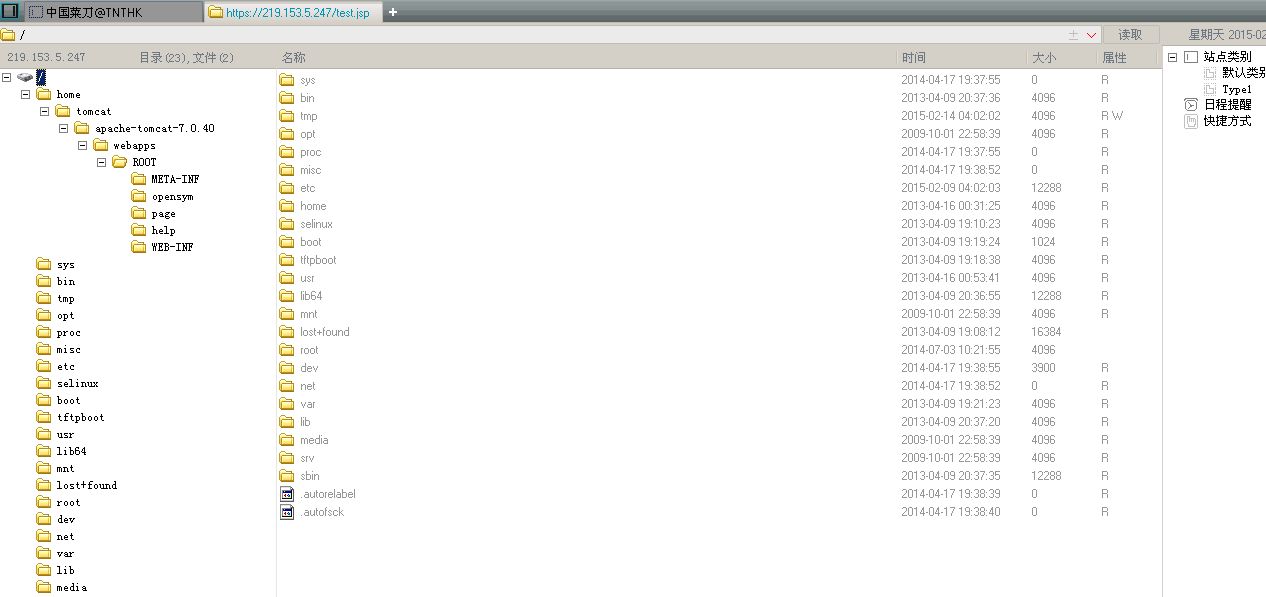 中国菜刀@TNTHK
https://219.153.5.247/test.jsp
+
/
读取
星期天 2015-02
219.153.5.247
目录(23),文件(2)
名称 时间 大小 属性
/
home
tomcat
apache-tomcat-7.0.40
webapps
ROOT
META-INF
opensym
page
help
WEB-INF
sys
bin
tmp
opt
proc
misc
etc
selinux
boot
tftpboot
usr
lib64
mnt
lost+found
root
dev
net
var
lib
media
sys 2014-04-17 19:37:55 0 R
bin 2013-04-09 20:37:36 4096 R
tmp 2015-02-14 04:02:02 4096 R W
opt 2009-10-01 22:58:39 4096 R
proc 2014-04-17 19:37:55 0 R
misc 2014-04-17 19:38:52 0 R
etc 2015-02-09 04:02:03 12288 R
home 2013-04-16 00:31:25 4096 R
selinux 2013-04-09 19:10:23 4096 R
boot 2013-04-09 19:19:24 1024 R
tftpboot 2013-04-09 19:18:38 4096 R
usr 2013-04-16 00:53:41 4096 R
lib64 2013-04-09 20:36:55 12288 R
mnt 2009-10-01 22:58:39 4096 R
lost+found 2013-04-09 19:08:12 16384
root 2014-07-03 10:21:55 4096
dev 2014-04-17 19:38:55 3900 R
net 2014-04-17 19:38:52 0 R
var 2013-04-09 19:21:23 4096 R
lib 2013-04-09 20:37:20 4096 R
media 2009-10-01 22:58:39 4096 R
srv 2009-10-01 22:58:39 4096 R
sbin 2013-04-09 20:37:35 12288 R
.autorelabel 2014-04-17 19:38:39 0 R
.autofsck 2014-04-17 19:38:40 0 R
站点类别
默认类别
Type1
日程提醒
快捷方式